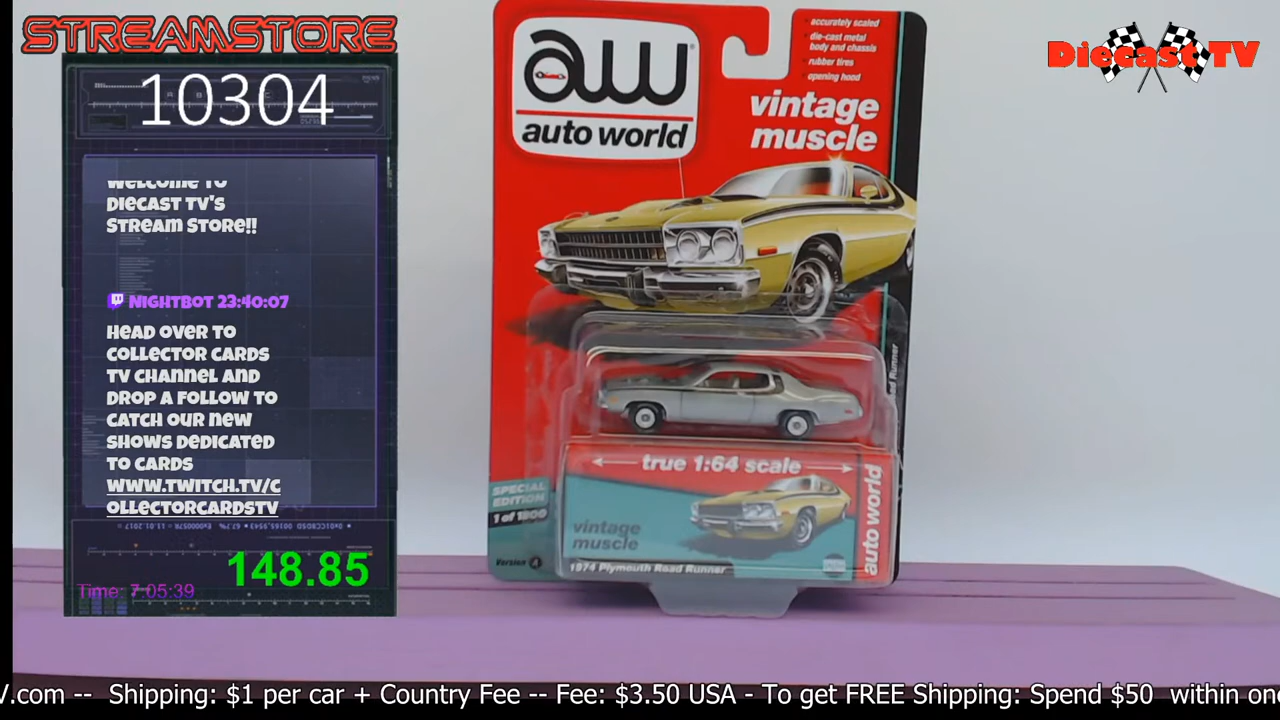 STREAMSTORE
10304
WELCOME TO
DIECAST TV'S
STREAM STORE!!
NIGHTBOT 23:40:07
HEAD OVER TO
COLLECTOR CARDS
TV CHANNEL AND
DROP A FOLLOW TO
CATCH OUR NEW
SHOWS DEDICATED
TO CARDS
WWW.TWITCH.TV/C
OLLECTORCARDSTV
148.85
Time: 7:05:39
aw
auto world
accurately scaled
die-cast metal
body and chassis
rubber tires
opening hood
vintage
muscle
Diecast TV
true 1:64 scale
SPECIAL
EDITION
1 of 1800
vintage
muscle
auto world
Version A
1974 Plymouth Road Runner
V.com -- Shipping: $1 per car + Country Fee -- Fee: $3.50 USA - To get FREE Shipping: Spend $50 within one